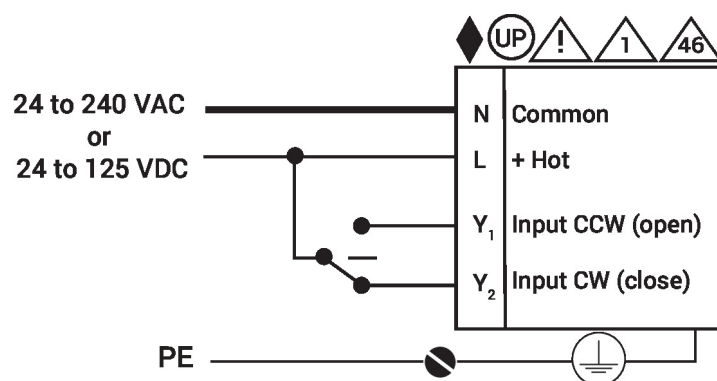 UP ! 1 46
24 to 240 VAC
or
24 to 125 VDC
N Common
L + Hot
Y1 Input CCW (open)
Y2 Input CW (close)
PE